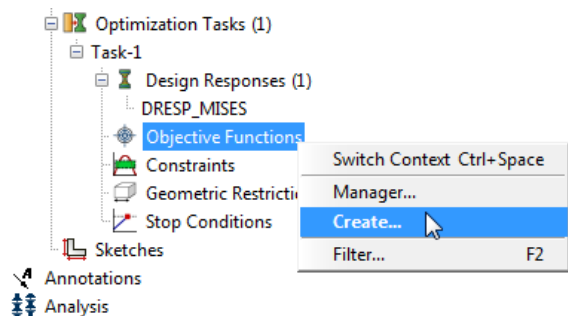 Optimization Tasks (1)
Task-1
Design Responses (1)
DRESP_MISES
Objective Functions
Constraints
Geometric Restricti
Stop Conditions
Sketches
Annotations
Analysis
Switch Context Ctrl+Space
Manager...
Create...
Filter... F2